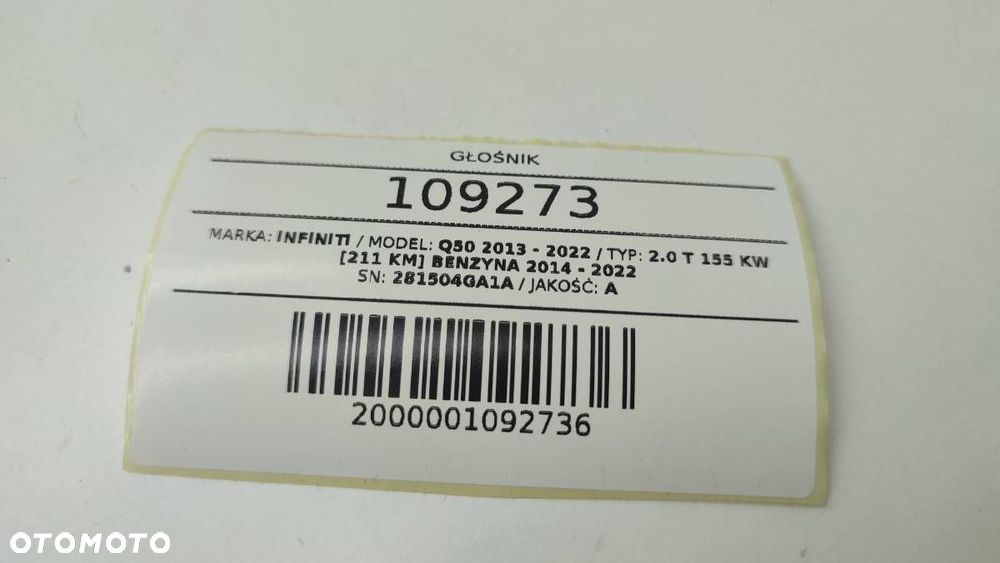 GŁOŚNIK
109273
MARKA: INFINITI / MODEL: Q50 2013 - 2022 / TYP: 2.0 T 155 KW
[211 KM] BENZYNA 2014 - 2022
SN: 281504GA1A / JAKOŚĆ: A
2000001092736
OTOMOTO